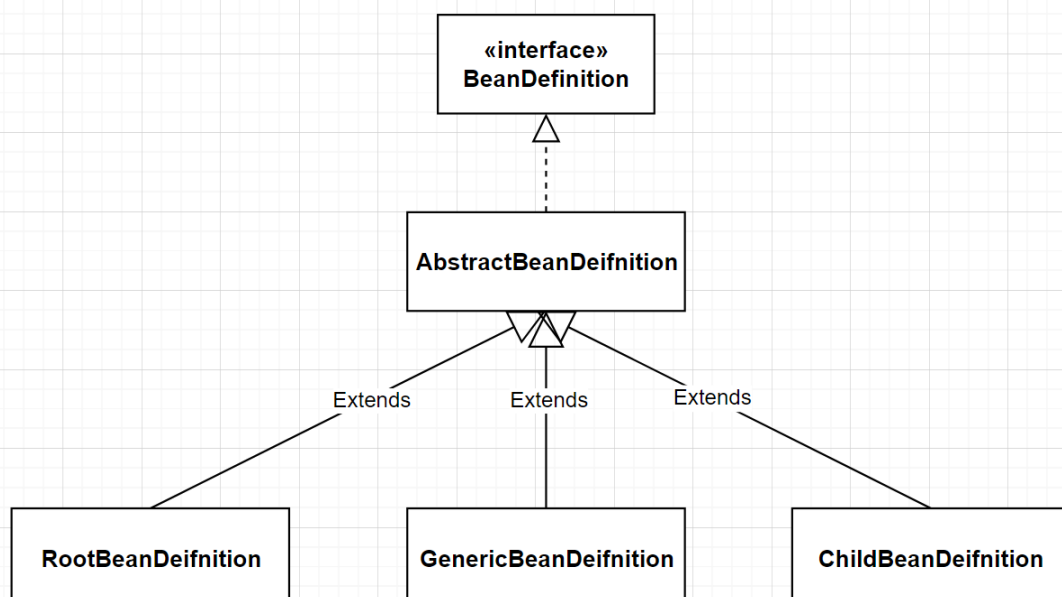 «interface»
BeanDefinition
AbstractBeanDeifnition
Extends
Extends
Extends
RootBeanDeifnition
GenericBeanDeifnition
ChildBeanDeifnition